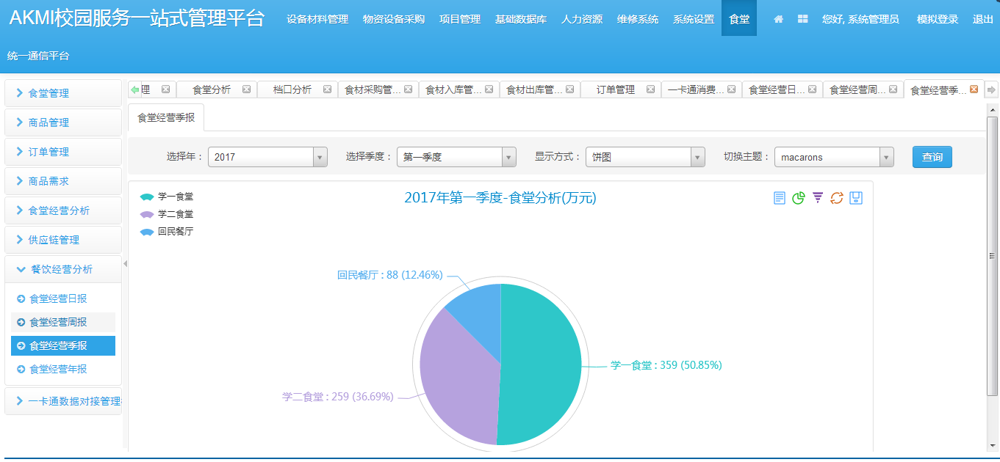 AKMI校园服务一站式管理平台 设备材料管理 物资设备采购 项目管理 基础数据库 人力资源 维修系统 系统设置 食堂 您好, 系统管理员 模拟登录 退出
统一通信平台
理 食堂分析 档口分析 食材采购管... 食材入库管... 食材出库管... 订单管理 一卡通消费... 食堂经营日... 食堂经营周... 食堂经营季...
食堂管理
商品管理
订单管理
商品需求
食堂经营分析
供应链管理
餐饮经营分析
食堂经营日报
食堂经营周报
食堂经营季报
食堂经营年报
一卡通数据对接管理
食堂经营季报
选择年： 2017 选择季度： 第一季度 显示方式： 饼图 切换主题： macarons 查询
2017年第一季度-食堂分析(万元)
学一食堂
学二食堂
回民餐厅
回民餐厅 : 88 (12.46%)
学一食堂 : 359 (50.85%)
学二食堂 : 259 (36.69%)